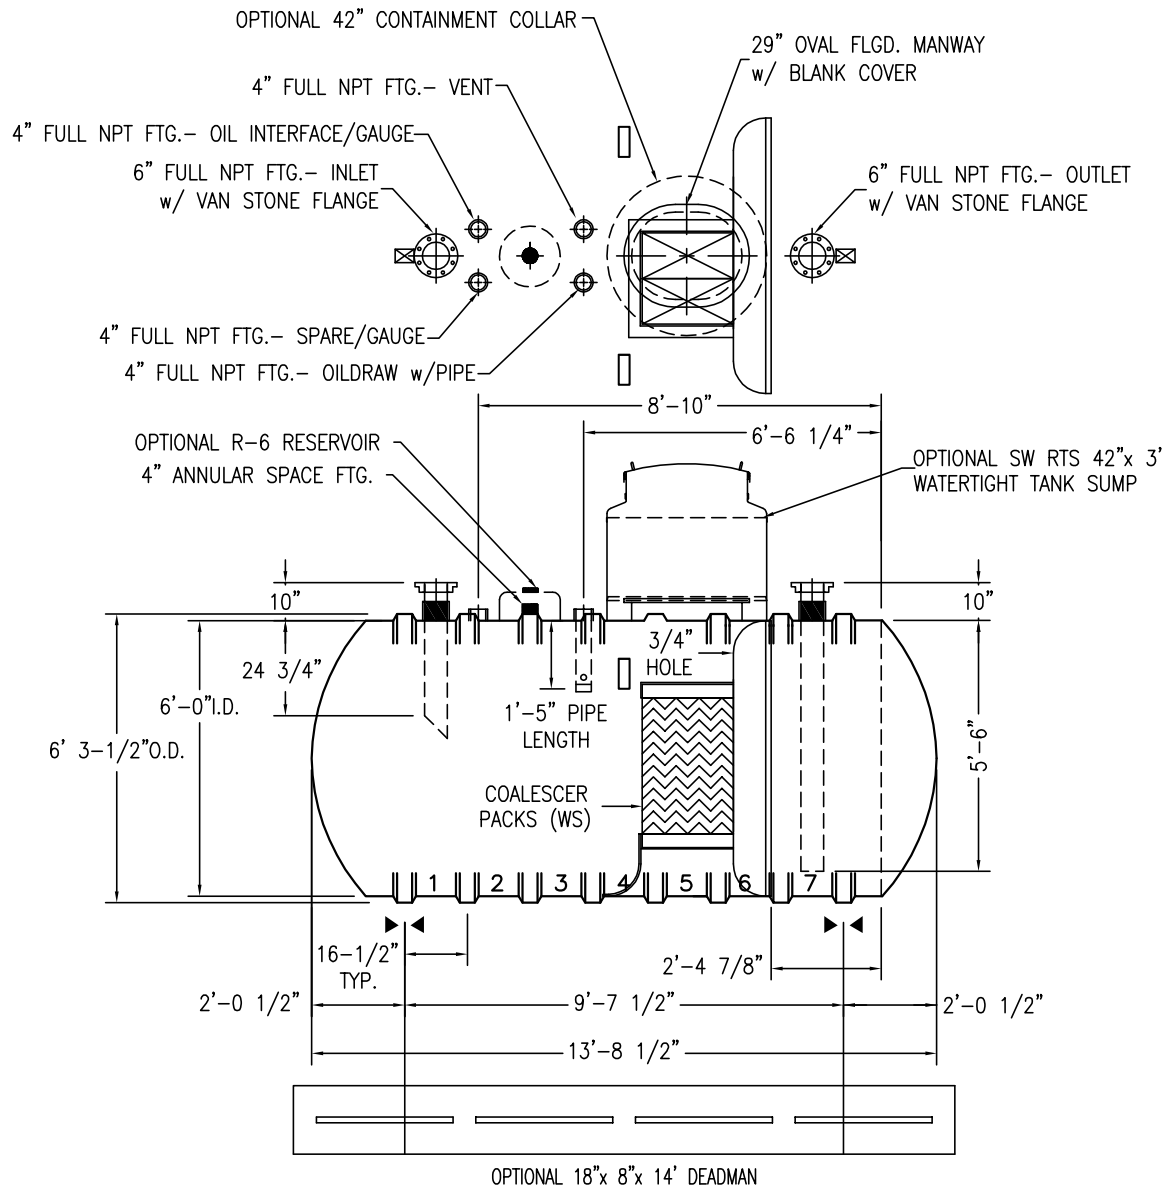 OPTIONAL 42” CONTAINMENT COLLAR
29” OVAL FLGD. MANWAY
w/ BLANK COVER
4” FULL NPT FTG.– VENT
4” FULL NPT FTG.– OIL INTERFACE/GAUGE
6” FULL NPT FTG.– INLET
w/ VAN STONE FLANGE
6” FULL NPT FTG.– OUTLET
w/ VAN STONE FLANGE
4” FULL NPT FTG.– SPARE/GAUGE
4” FULL NPT FTG.– OILDRAW w/PIPE
8’–10”
6’–6 1/4”
OPTIONAL R–6 RESERVOIR
4” ANNULAR SPACE FTG.
OPTIONAL SW RTS 42”x 3’
WATERTIGHT TANK SUMP
10”
10”
3/4”
HOLE
24 3/4”
6’–0”I.D.
1’–5” PIPE
LENGTH
6’ 3–1/2”O.D.
5’–6”
COALESCER
PACKS (WS)
1 2 3 4 5 6 7
16–1/2”
TYP.
2’–4 7/8”
2’–0 1/2”
9’–7 1/2”
2’–0 1/2”
13’–8 1/2”
OPTIONAL 18”x 8”x 14’ DEADMAN